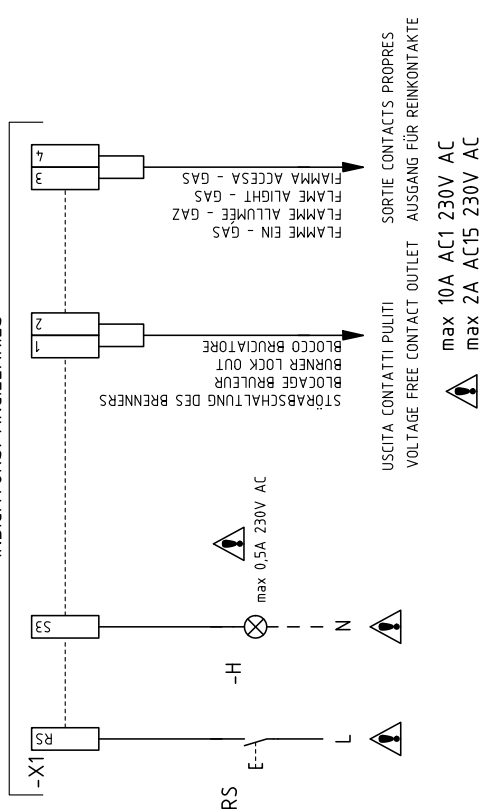 -X1
RS
S3
1
2
3
4
RS
-H
L
N
max 0,5A 230V AC
STÖRABSCHALTUNG DES BRENNERS
BLOCAGE BRULEUR
BURNER LOCK OUT
BLOCCO BRUCIATORE
FLAMME EIN - GAS
FLAMME ALLUMÉE - GAZ
FLAME ALIGHT - GAS
FIAMMA ACCESA - GAS
USCITA CONTATTI PULITI
VOLTAGE FREE CONTACT OUTLET
SORTIE CONTACTS PROPRES
AUSGANG FÜR REINKONTAKTE
max 10A AC1 230V AC
max 2A AC15 230V AC